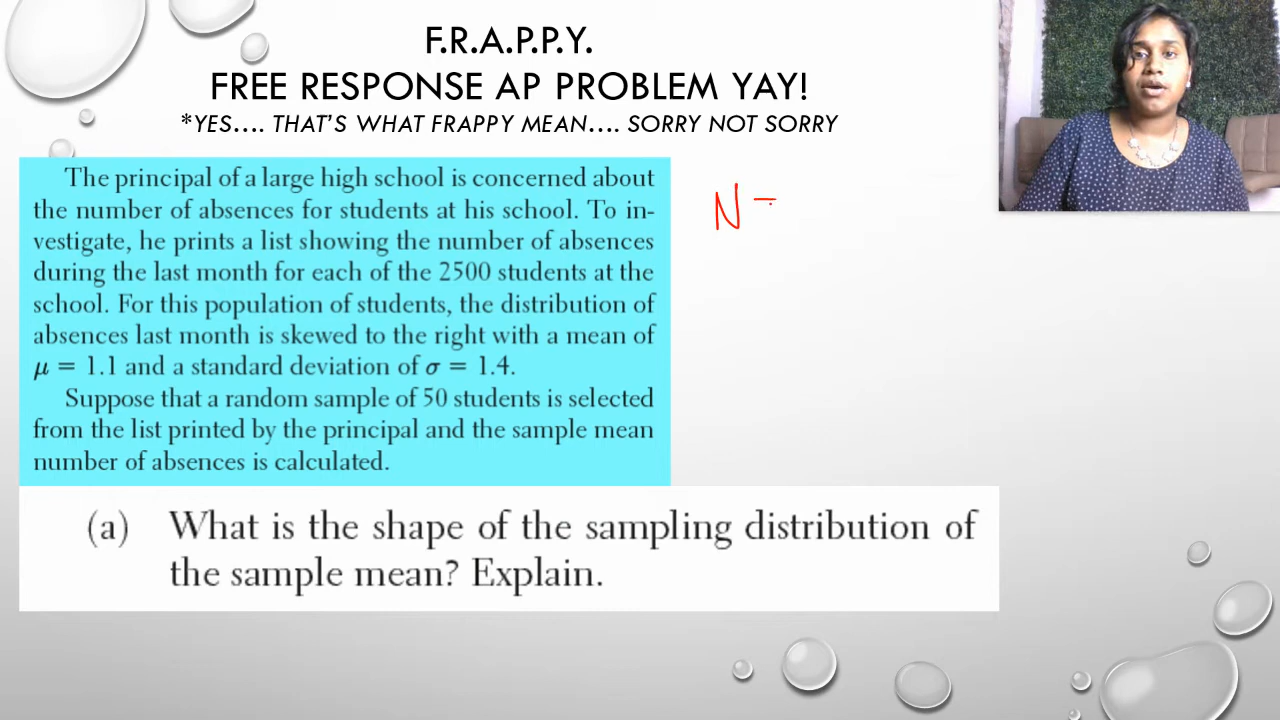 F.R.A.P.P.Y.
FREE RESPONSE AP PROBLEM YAY!
*YES.... THAT'S WHAT FRAPPY MEAN.... SORRY NOT SORRY
The principal of a large high school is concerned about
the number of absences for students at his school. To in-
vestigate, he prints a list showing the number of absences
during the last month for each of the 2500 students at the
school. For this population of students, the distribution of
absences last month is skewed to the right with a mean of
μ = 1.1 and a standard deviation of σ = 1.4.
Suppose that a random sample of 50 students is selected
from the list printed by the principal and the sample mean
number of absences is calculated.
N -
(a) What is the shape of the sampling distribution of
the sample mean? Explain.